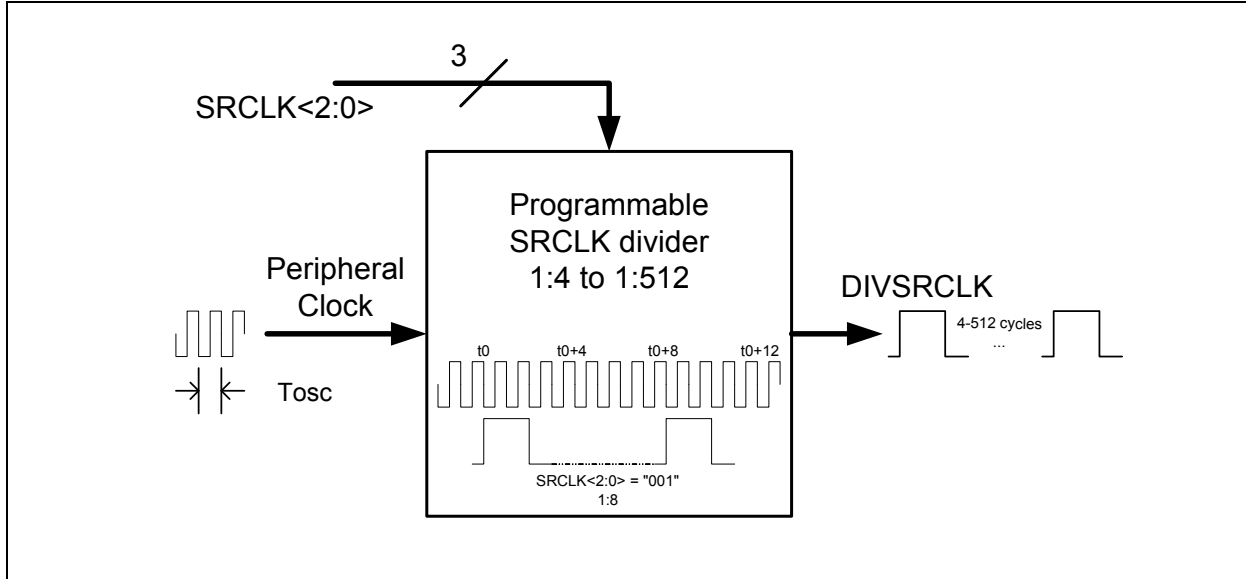 3
SRCLK<2:0>
Programmable
SRCLK divider
1:4 to 1:512
Peripheral
Clock
DIVSRCLK
4-512 cycles
...
t0 t0+4 t0+8 t0+12
Tosc
SRCLK<2:0> = "001"
1:8